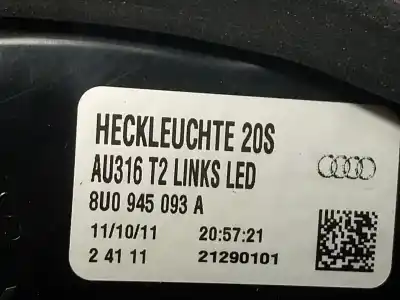 HECKLEUCHTE 20S
AU316 T2 LINKS LED
8U0 945 093 A
11/10/11 20:57:21
2 41 11 21290101